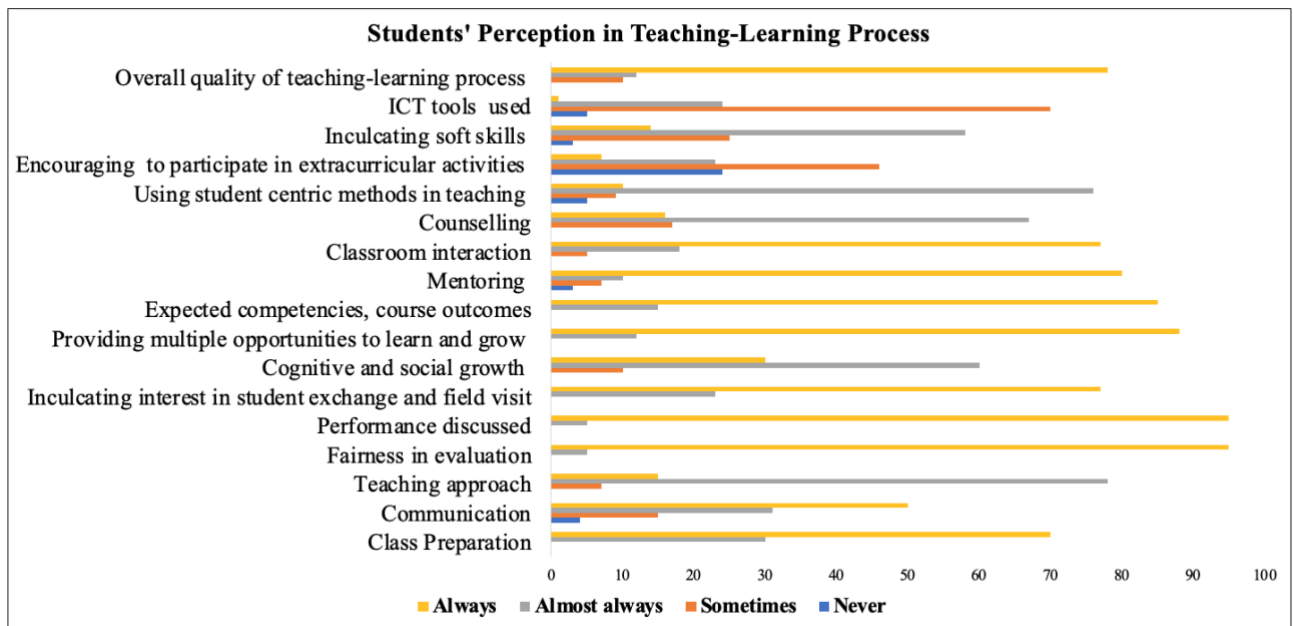 Students' Perception in Teaching-Learning Process
Overall quality of teaching-learning process
ICT tools used
Inculcating soft skills
Encouraging to participate in extracurricular activities
Using student centric methods in teaching
Counselling
Classroom interaction
Mentoring
Expected competencies, course outcomes
Providing multiple opportunities to learn and grow
Cognitive and social growth
Inculcating interest in student exchange and field visit
Performance discussed
Fairness in evaluation
Teaching approach
Communication
Class Preparation
0 10 20 30 40 50 60 70 80 90 100
Always Almost always Sometimes Never